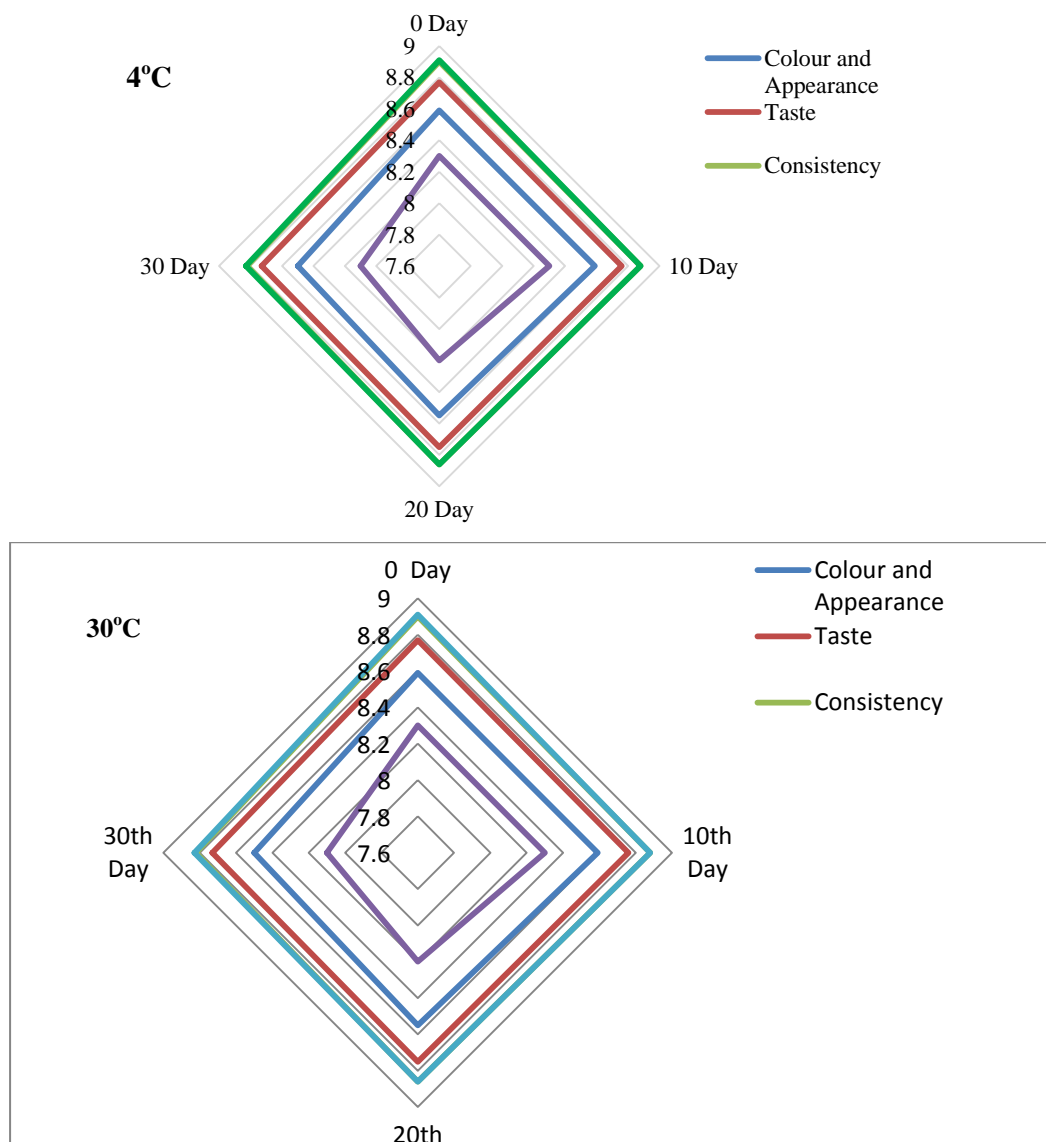 0 Day
4°C
9
8.8
8.6
8.4
8.2
8
7.8
7.6
30 Day
10 Day
20 Day
Colour and
Appearance
Taste
Consistency
0 Day
30°C
9
8.8
8.6
8.4
8.2
8
7.8
7.6
30th
Day
10th
Day
20th
Colour and
Appearance
Taste
Consistency